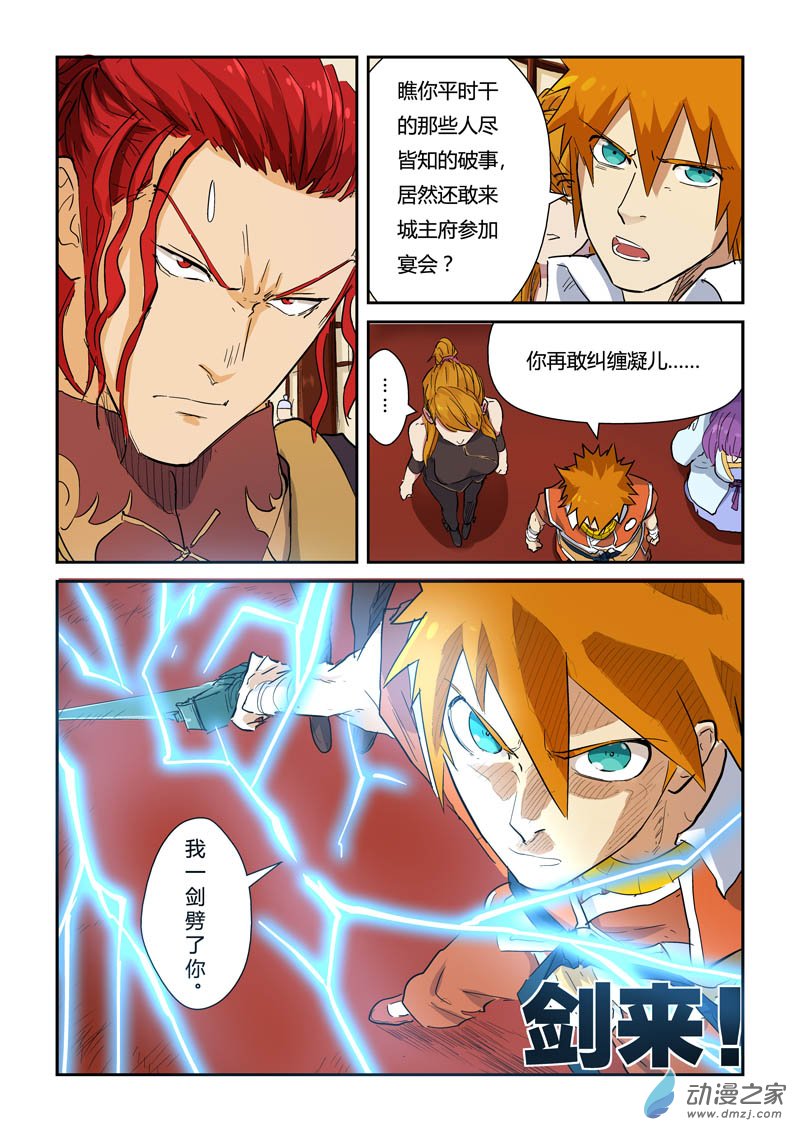 瞧你平时干
的那些人尽
皆知的破事，
居然还敢来
城主府参加
宴会？
……
你再敢纠缠凝儿……
我一剑劈了你。
剑来！
动漫之家
www.dmzj.com